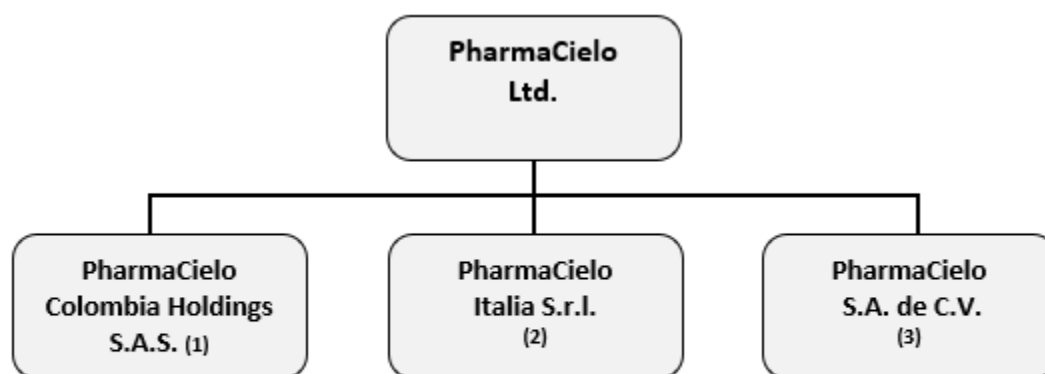 PharmaCielo
Ltd.
PharmaCielo
Colombia Holdings
S.A.S. (1)
PharmaCielo
Italia S.r.l.
(2)
PharmaCielo
S.A. de C.V.
(3)